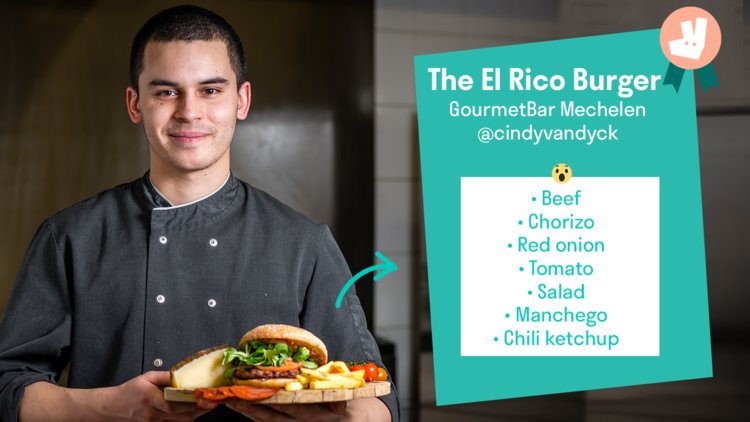 The El Rico Burger
GourmetBar Mechelen
@cindyvandyck
• Beef
• Chorizo
• Red onion
• Tomato
• Salad
• Manchego
• Chili ketchup